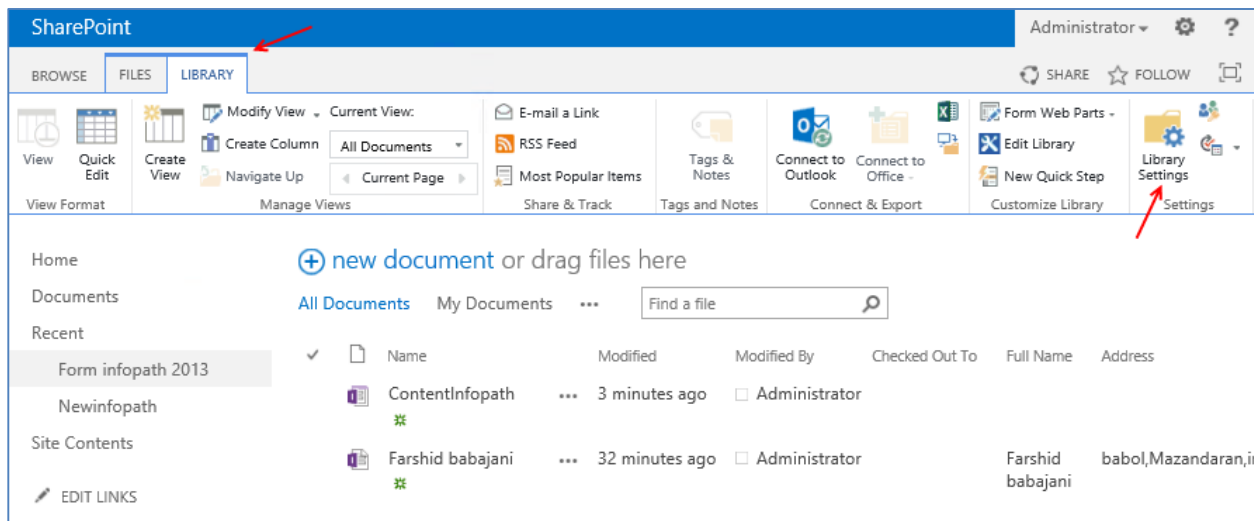 SharePoint
Administrator
?
BROWSE FILES LIBRARY
SHARE FOLLOW
View
Quick Edit
View Format
Create View
Modify View
Create Column
Navigate Up
Current View:
All Documents
Current Page
Manage Views
E-mail a Link
RSS Feed
Most Popular Items
Share & Track
Tags & Notes
Tags and Notes
Connect to Outlook
Connect to Office
Connect & Export
Form Web Parts
Edit Library
New Quick Step
Customize Library
Library Settings
Settings
Home
Documents
Recent
Form infopath 2013
Newinfopath
Site Contents
EDIT LINKS
new document or drag files here
All Documents My Documents ••• Find a file
Name Modified Modified By Checked Out To Full Name Address
ContentInfopath ••• 3 minutes ago Administrator
Farshid babajani ••• 32 minutes ago Administrator Farshid babol,Mazandaran,
babajani